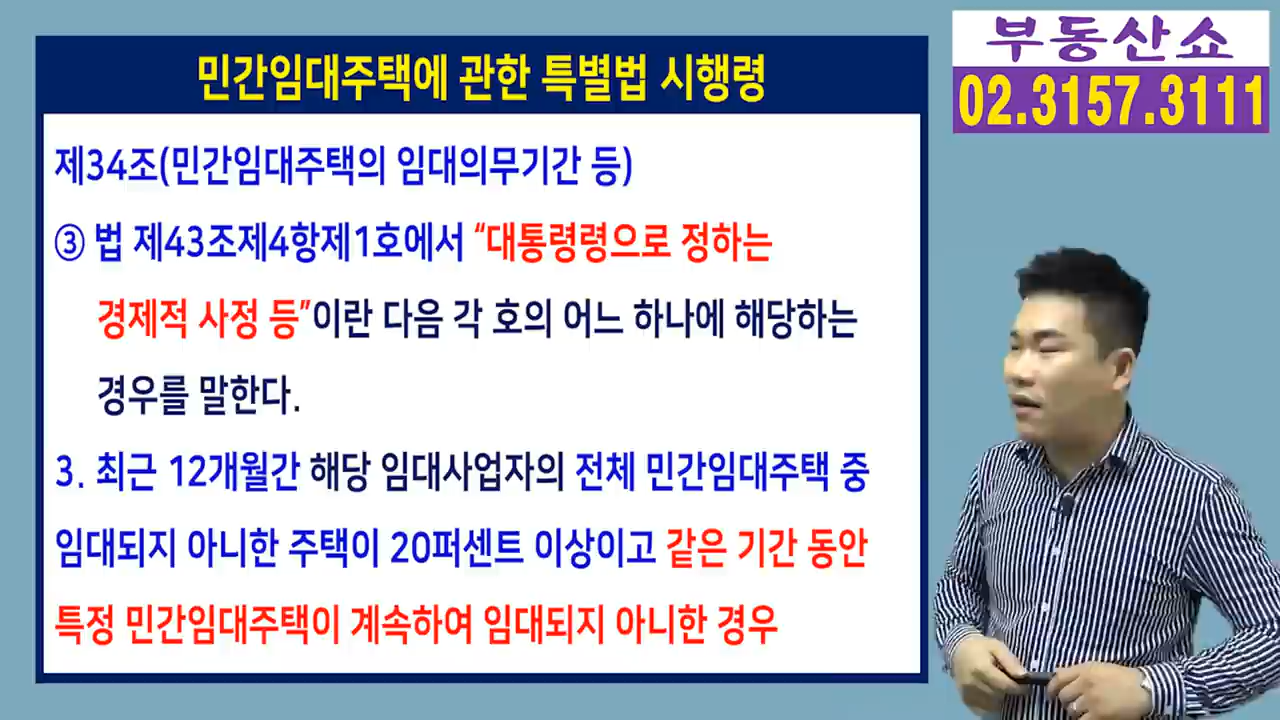 부동산쇼
02.3157.3111
민간임대주택에 관한 특별법 시행령
제34조(민간임대주택의 임대의무기간 등)
③ 법 제43조제4항제1호에서 “대통령령으로 정하는
경제적 사정 등”이란 다음 각 호의 어느 하나에 해당하는
경우를 말한다.
3. 최근 12개월간 해당 임대사업자의 전체 민간임대주택 중
임대되지 아니한 주택이 20퍼센트 이상이고 같은 기간 동안
특정 민간임대주택이 계속하여 임대되지 아니한 경우